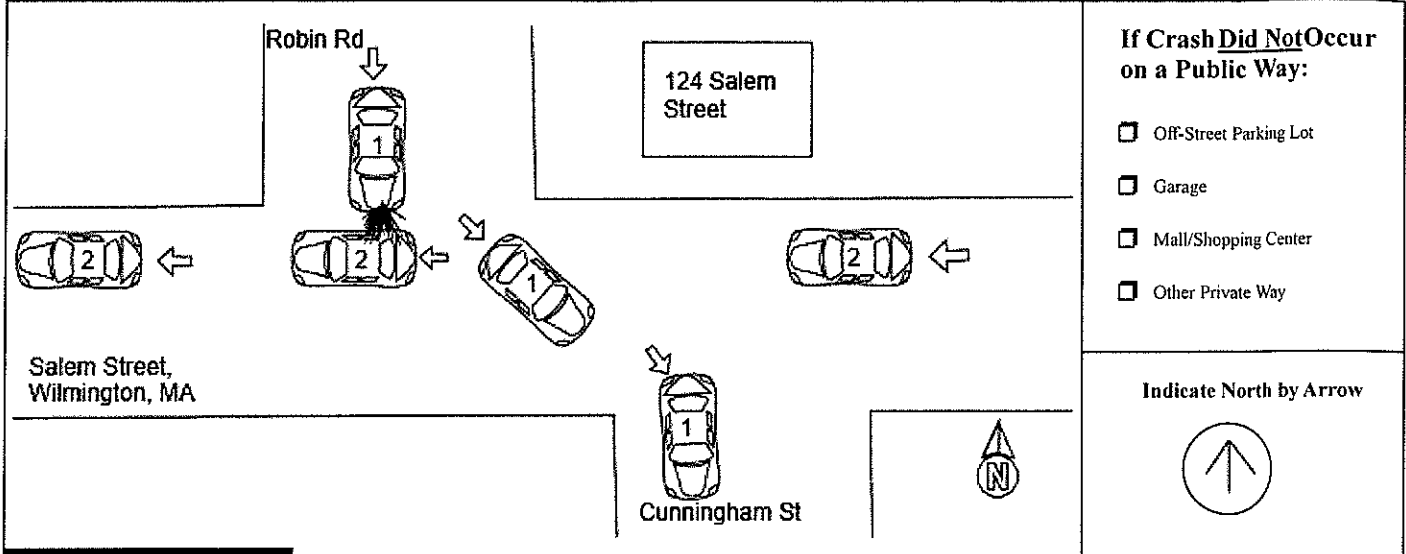 Robin Rd
124 Salem
Street
1
2
2
1
2
Salem Street,
Wilmington, MA
1
Cunningham St
N
If Crash Did NotOccur
on a Public Way:
Off-Street Parking Lot
Garage
Mall/Shopping Center
Other Private Way
Indicate North by Arrow